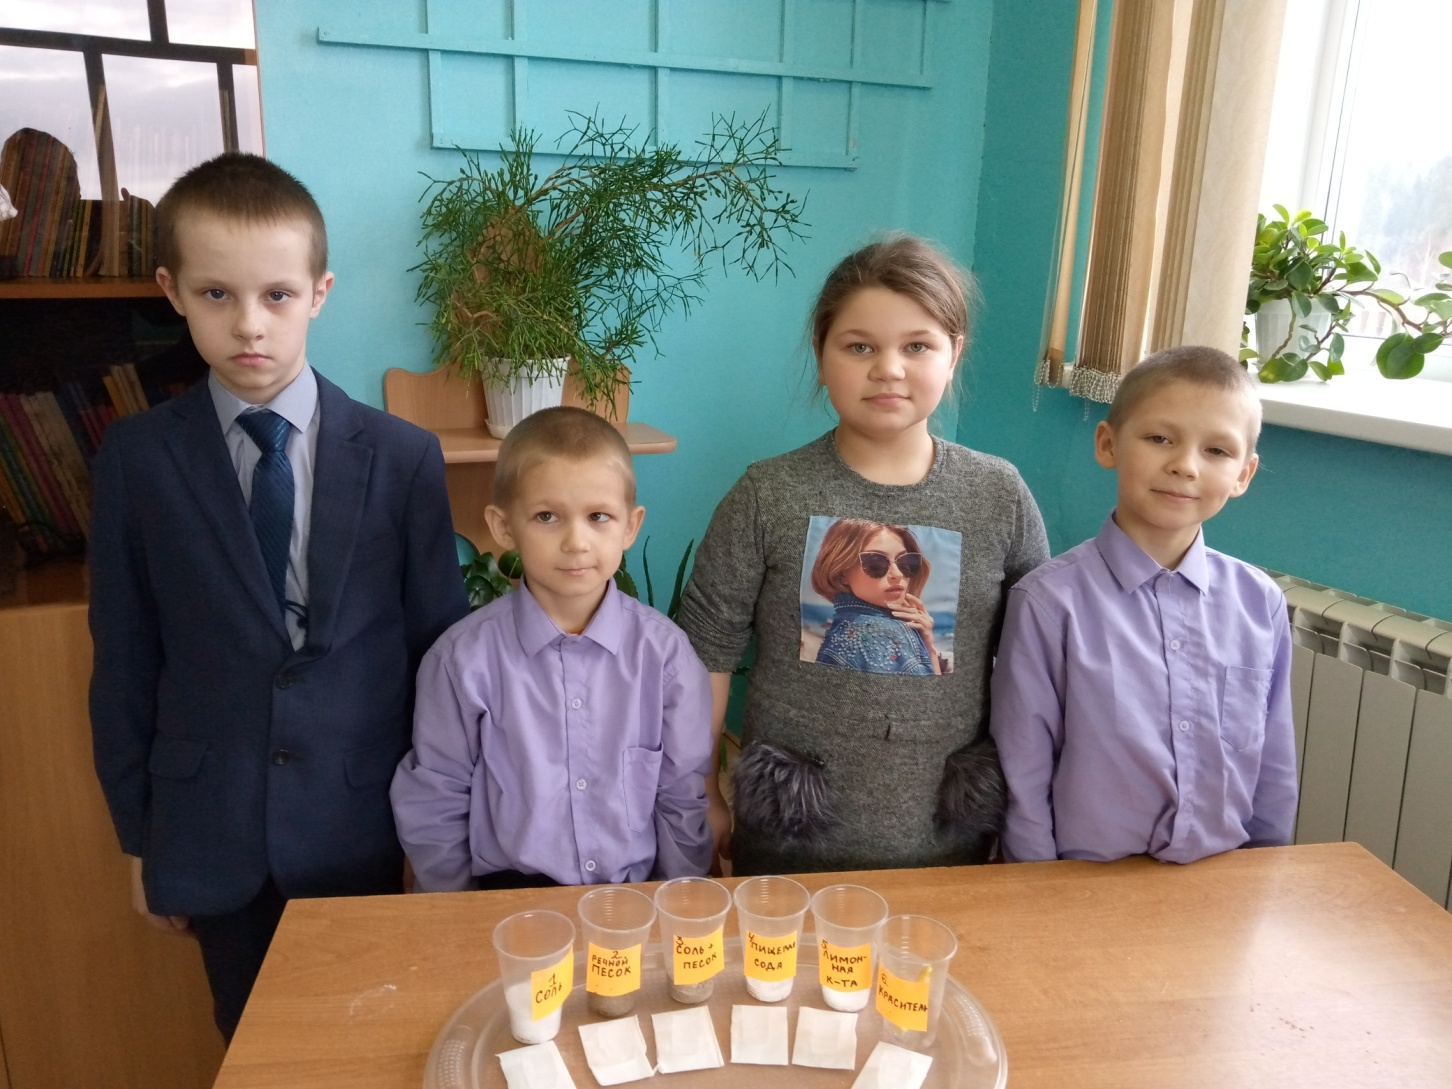 1
СОЛЬ
2
РЕЧНОЙ
ПЕСОК
3
СОЛЬ +
ПЕСОК
4
ПИЩЕВАЯ
СОДА
5
ЛИМОН-
НАЯ
К-ТА
6
КРАСИТЕЛЬ